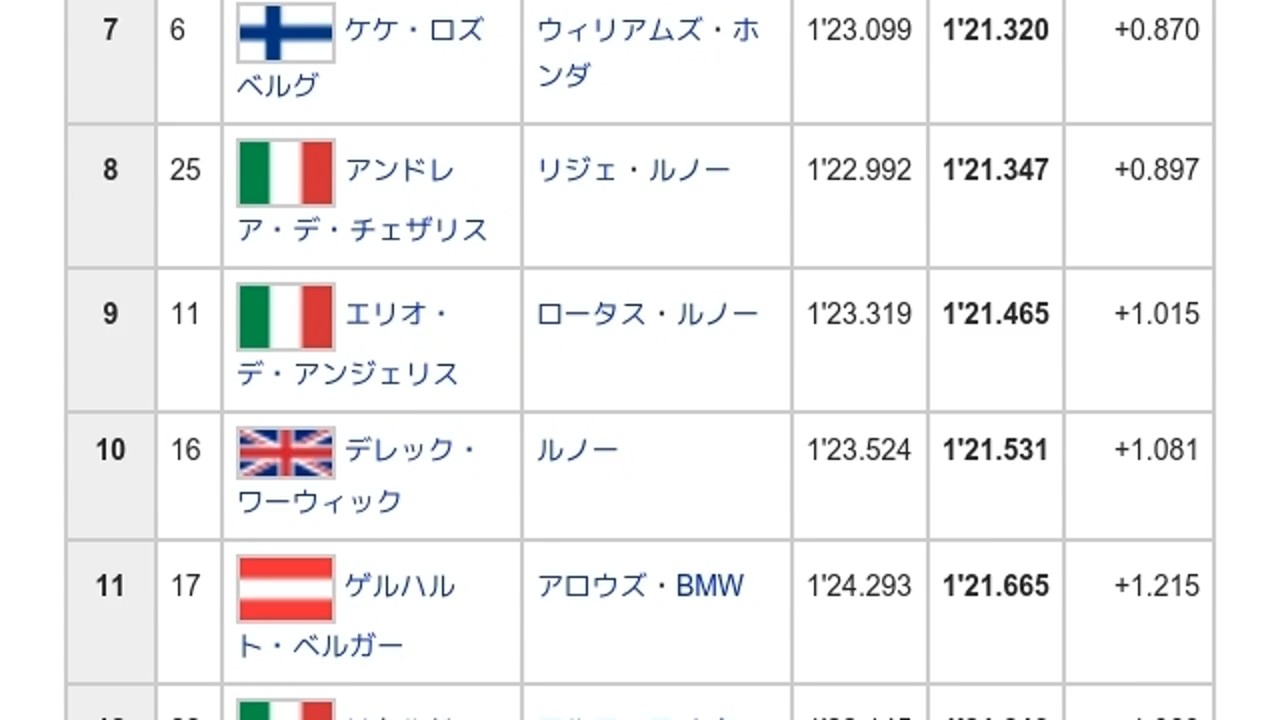 7 6 ケケ・ロズ ウィリアムズ・ホ 1'23.099 1'21.320 +0.870
ベルグ ンダ
8 25 アンドレ リジェ・ルノー 1'22.992 1'21.347 +0.897
ア・デ・チェザリス
9 11 エリオ・ ロータス・ルノー 1'23.319 1'21.465 +1.015
デ・アンジェリス
10 16 デレック・ ルノー 1'23.524 1'21.531 +1.081
ワーウィック
11 17 ゲルハル アロウズ・BMW 1'24.293 1'21.665 +1.215
ト・ベルガー